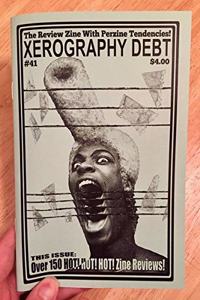 The Review Zine With Perzine Tendencies!
XEROGRAPHY DEBT
#41
$4.00
THIS ISSUE:
Over 150 HOT! HOT! HOT! Zine Reviews!